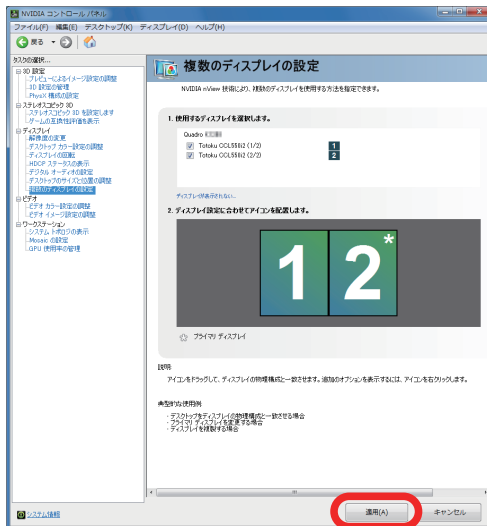 NVIDIA コントロール パネル
ファイル(F) 編集(E) デスクトップ(K) ディスプレイ(D) ヘルプ(H)
戻る
タスクの選択...
3D 設定
プレビューによるイメージ設定の調整
3D 設定の管理
PhysX 構成の設定
ステレオスコピック 3D
ステレオスコピック 3D を設定します
ゲームの互換性評価を表示
ディスプレイ
解像度の変更
デスクトップ カラー設定の調整
ディスプレイの回転
HDCP ステータスの表示
デジタル オーディオの設定
デスクトップのサイズと位置の調整
複数のディスプレイの設定
ビデオ
ビデオ カラー設定の調整
ビデオ イメージ設定の調整
ワークステーション
システム トポロジの表示
Mosaic の設定
GPU 使用率の管理
システム情報
複数のディスプレイの設定
NVIDIA nView 技術により、複数のディスプレイを使用する方法を指定できます。
1. 使用するディスプレイを選択します。
Quadro
Totoku CCL550i2 (1/2) 1
Totoku CCL550i2 (2/2) 2
ディスプレイが表示されない...
2. ディスプレイ設定に合わせてアイコンを配置します。
1 2*
プライマリ ディスプレイ
説明
アイコンをドラッグして、ディスプレイの物理構成と一致させます。追加のオプションを表示するには、アイコンを右クリックします。
典型的な使用例
・デスクトップをディスプレイの物理構成と一致させる場合
・プライマリ ディスプレイを変更する場合
・ディスプレイを複製する場合
適用(A) キャンセル